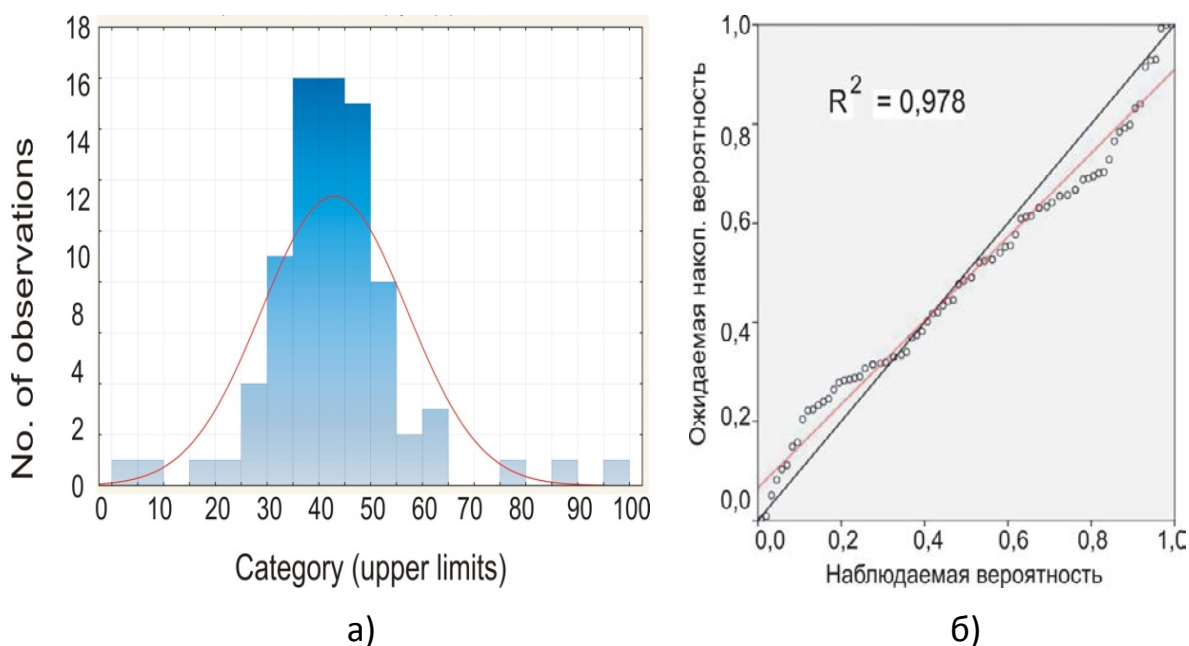 18
16
14
12
10
8
6
4
2
0
No. of observations
0 10 20 30 40 50 60 70 80 90 100
Category (upper limits)
а)
1,0
0,8
0,6
0,4
0,2
0,0
Ожидаемая накоп. вероятность
R² = 0,978
0,0 0,2 0,4 0,6 0,8 1,0
Наблюдаемая вероятность
б)